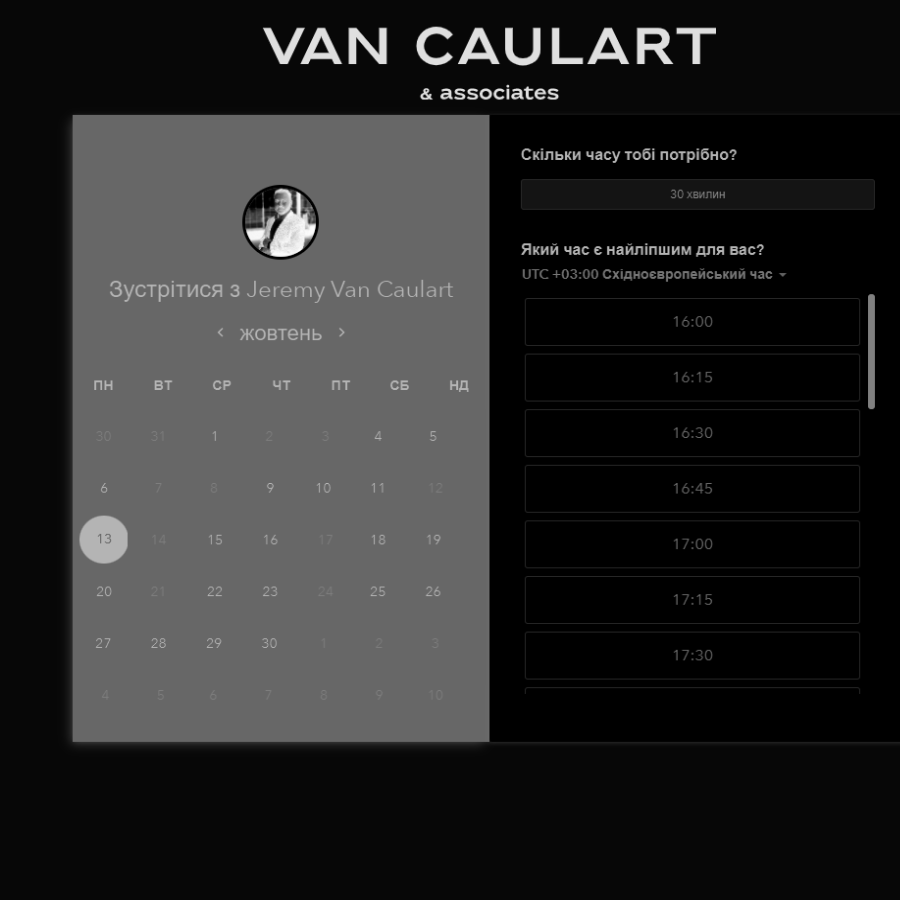 VAN CAULART
& associates
Зустрітися з Jeremy Van Caulart
жовтень
ПН ВТ СР ЧТ ПТ СБ НД
30 31 1 2 3 4 5
6 7 8 9 10 11 12
13 14 15 16 17 18 19
20 21 22 23 24 25 26
27 28 29 30 1 2 3
4 5 6 7 8 9 10
Скільки часу тобі потрібно?
30 хвилин
Який час є найліпшим для вас?
UTC +03:00 Східноєвропейський час
16:00
16:15
16:30
16:45
17:00
17:15
17:30